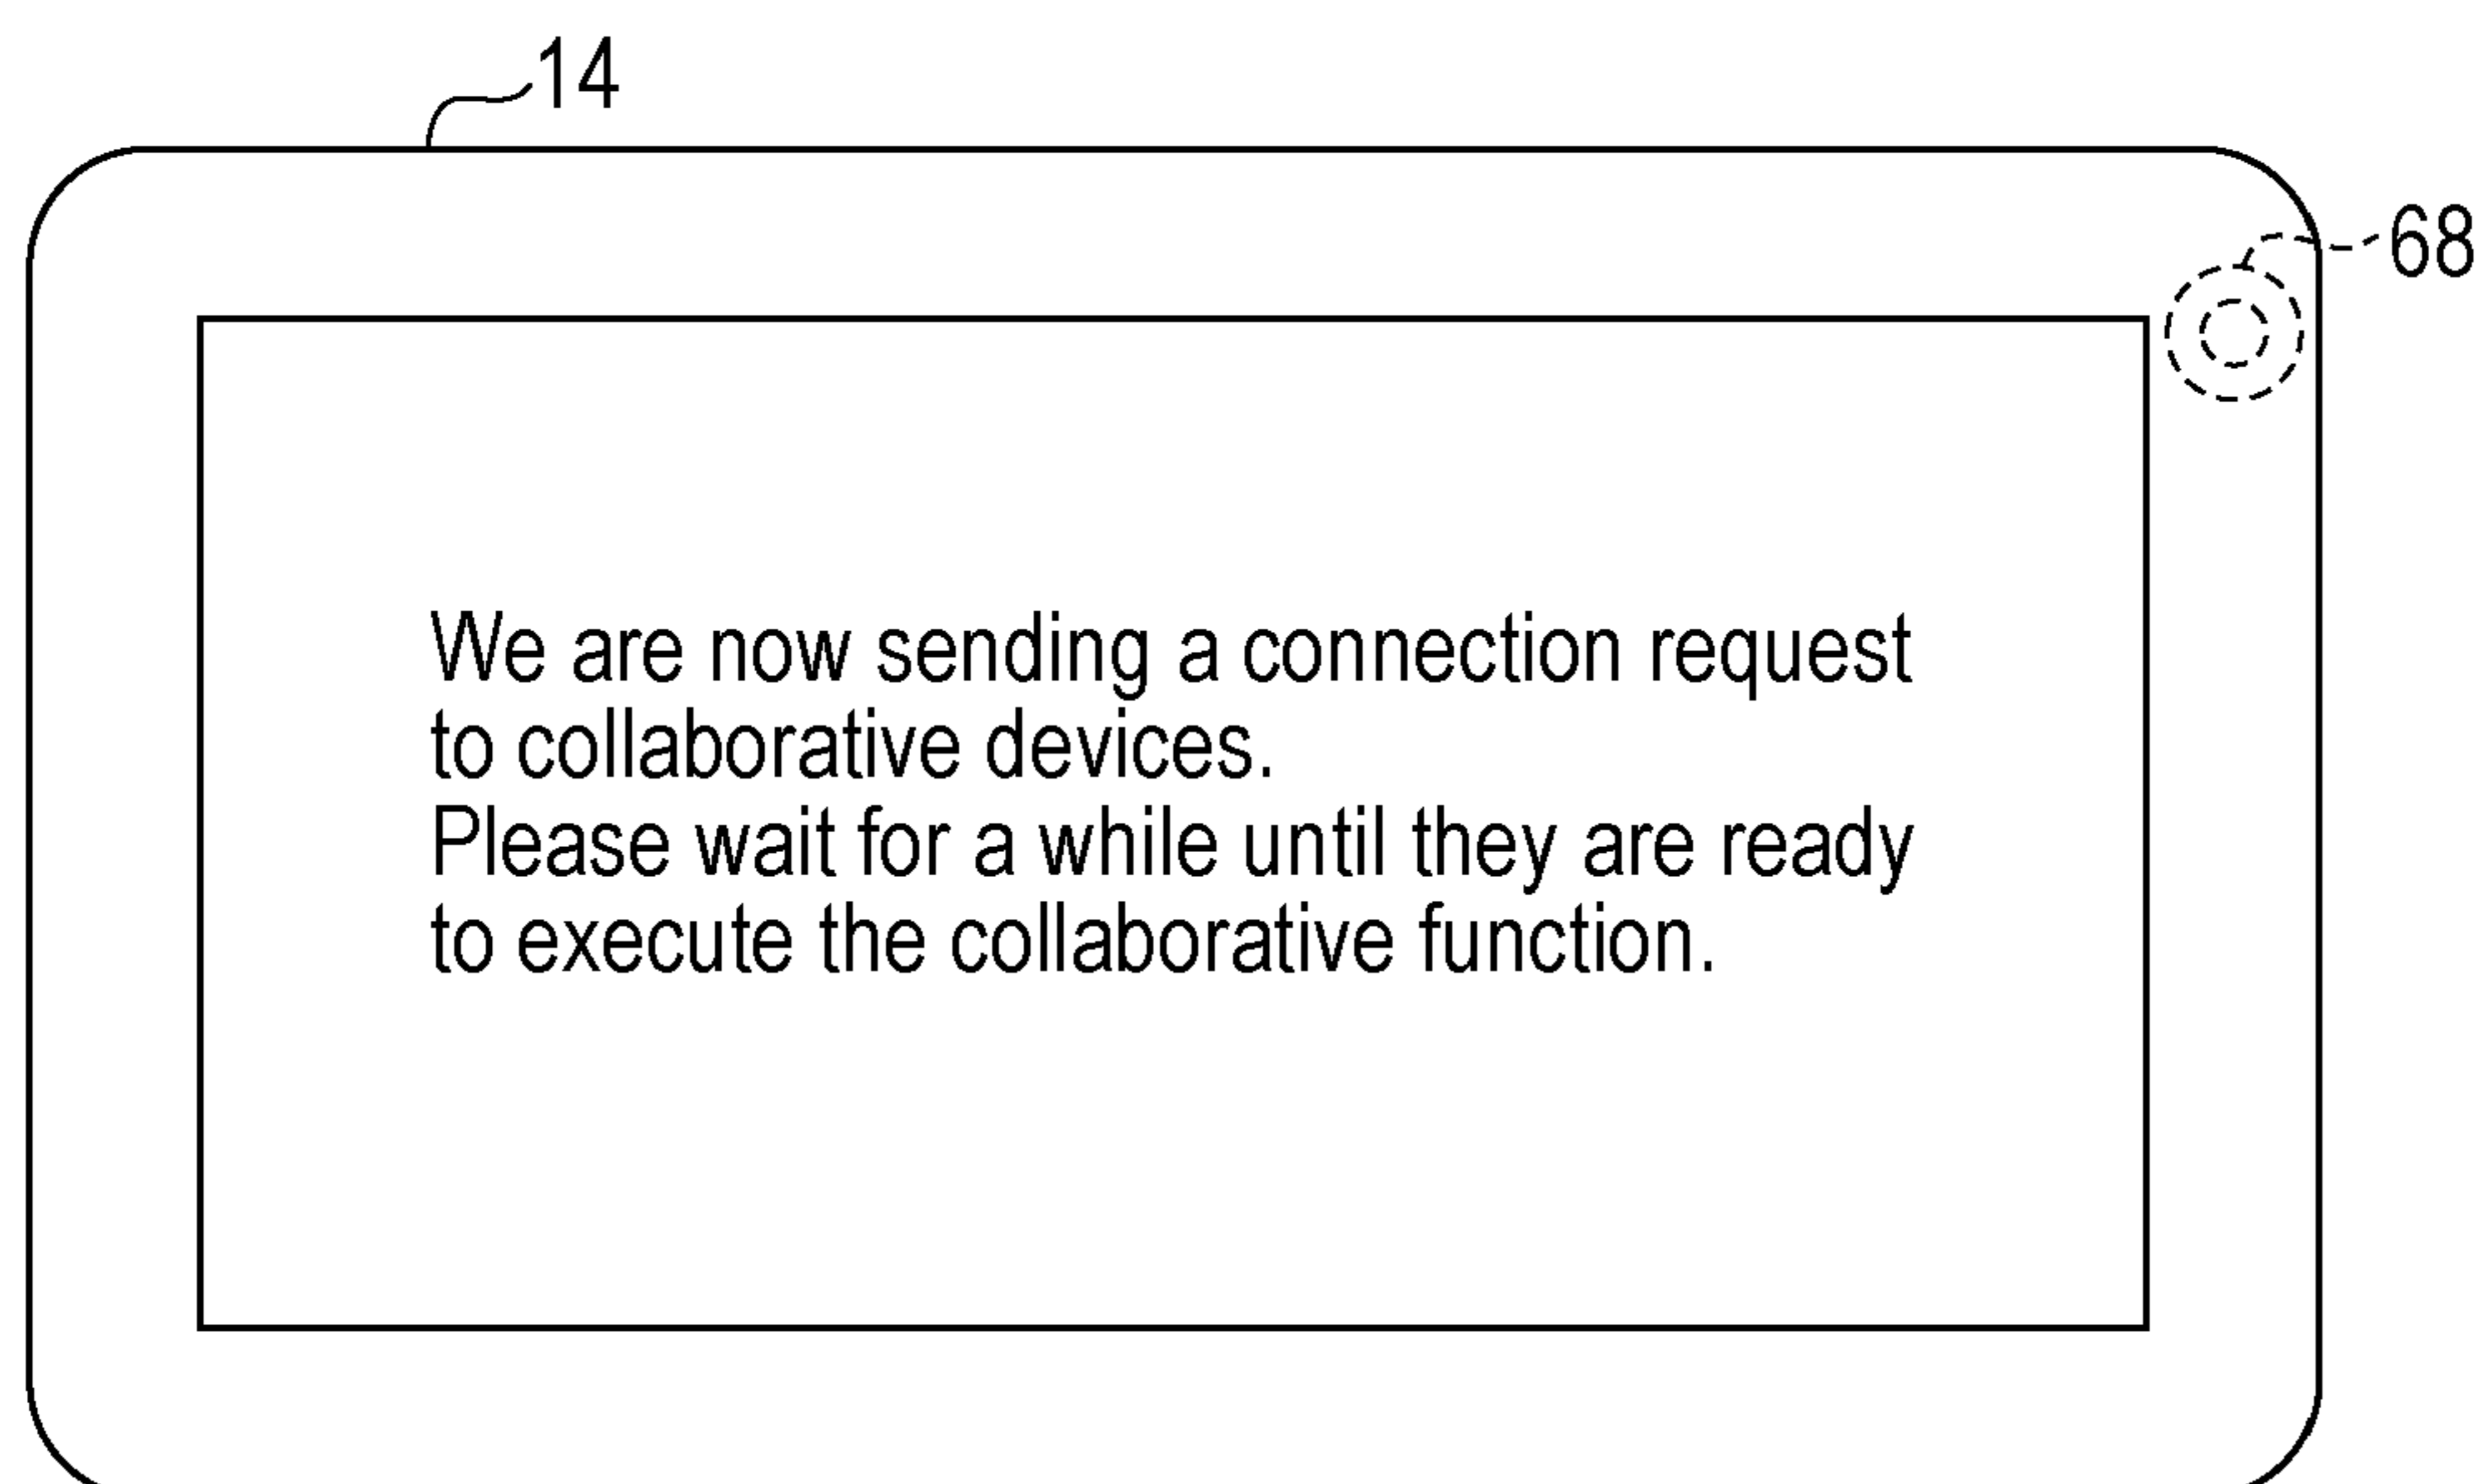 14
68
We are now sending a connection request
to collaborative devices.
Please wait for a while until they are ready
to execute the collaborative function.